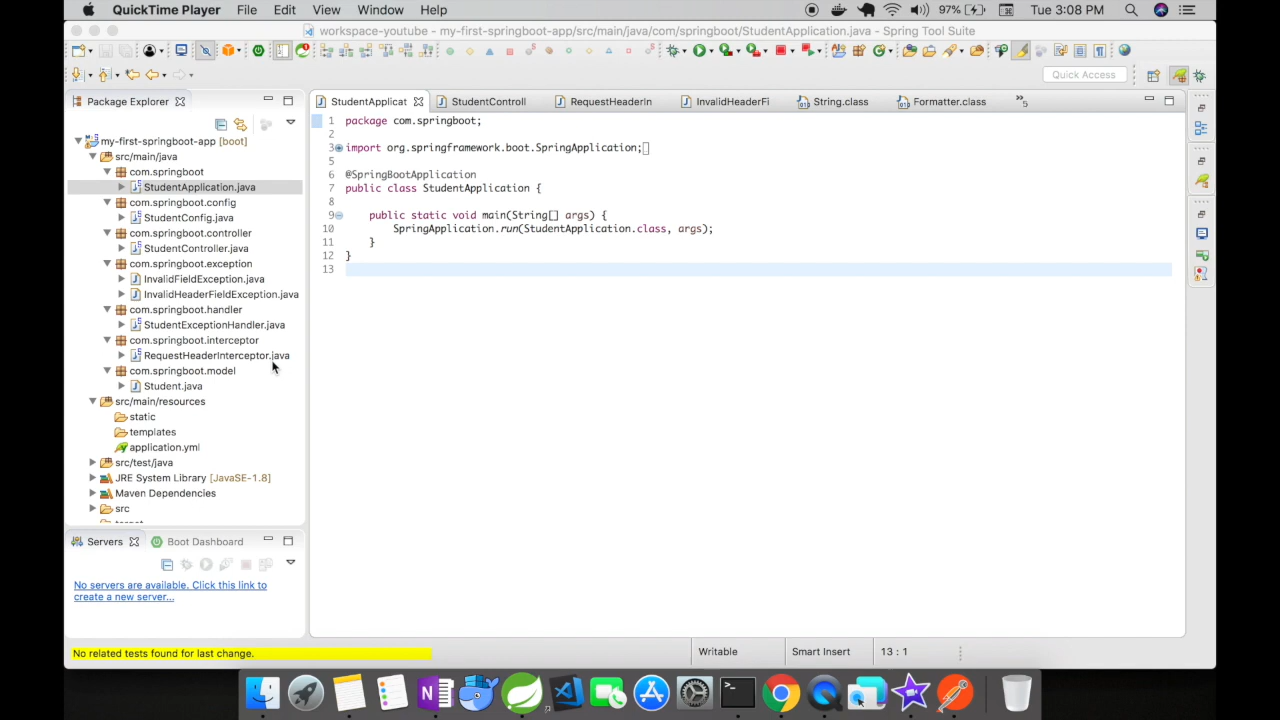 QuickTime Player File Edit View Window Help 97% Tue 3:08 PM
workspace-youtube - my-first-springboot-app/src/main/java/com/springboot/StudentApplication.java - Spring Tool Suite
Quick Access
Package Explorer
my-first-springboot-app [boot]
src/main/java
com.springboot
StudentApplication.java
com.springboot.config
StudentConfig.java
com.springboot.controller
StudentController.java
com.springboot.exception
InvalidFieldException.java
InvalidHeaderFieldException.java
com.springboot.handler
StudentExceptionHandler.java
com.springboot.interceptor
RequestHeaderInterceptor.java
com.springboot.model
Student.java
src/main/resources
static
templates
application.yml
src/test/java
JRE System Library [JavaSE-1.8]
Maven Dependencies
src
target
StudentApplicat StudentControll RequestHeaderIn InvalidHeaderFi String.class Formatter.class »5
1 package com.springboot;
2
3 import org.springframework.boot.SpringApplication;
5
6 @SpringBootApplication
7 public class StudentApplication {
8
9 public static void main(String[] args) {
10 SpringApplication.run(StudentApplication.class, args);
11 }
12 }
13
Servers Boot Dashboard
No servers are available. Click this link to
create a new server...
No related tests found for last change.
Writable Smart Insert 13 : 1